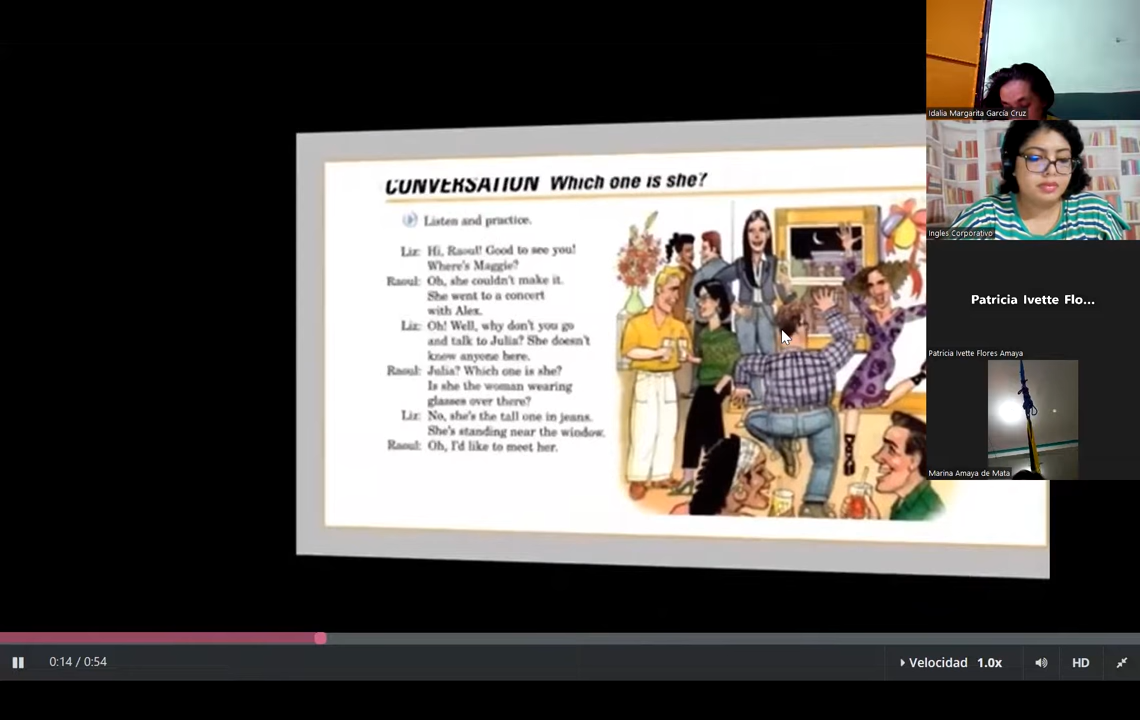 CONVERSATION Which one is she?
Listen and practice.
Liz: Hi, Raoul! Good to see you!
Where's Maggie?
Raoul: Oh, she couldn't make it.
She went to a concert
with Alex.
Liz: Oh! Well, why don't you go
and talk to Julia? She doesn't
know anyone here.
Raoul: Julia? Which one is she?
Is she the woman wearing
glasses over there?
Liz: No, she's the tall one in jeans.
She's standing near the window.
Raoul: Oh, I'd like to meet her.
Idalia Margarita García Cruz
Ingles Corporativo
Patricia Ivette Flo...
Patricia Ivette Flores Amaya
Marina Amaya de Mata
0:14 / 0:54
Velocidad 1.0x
HD